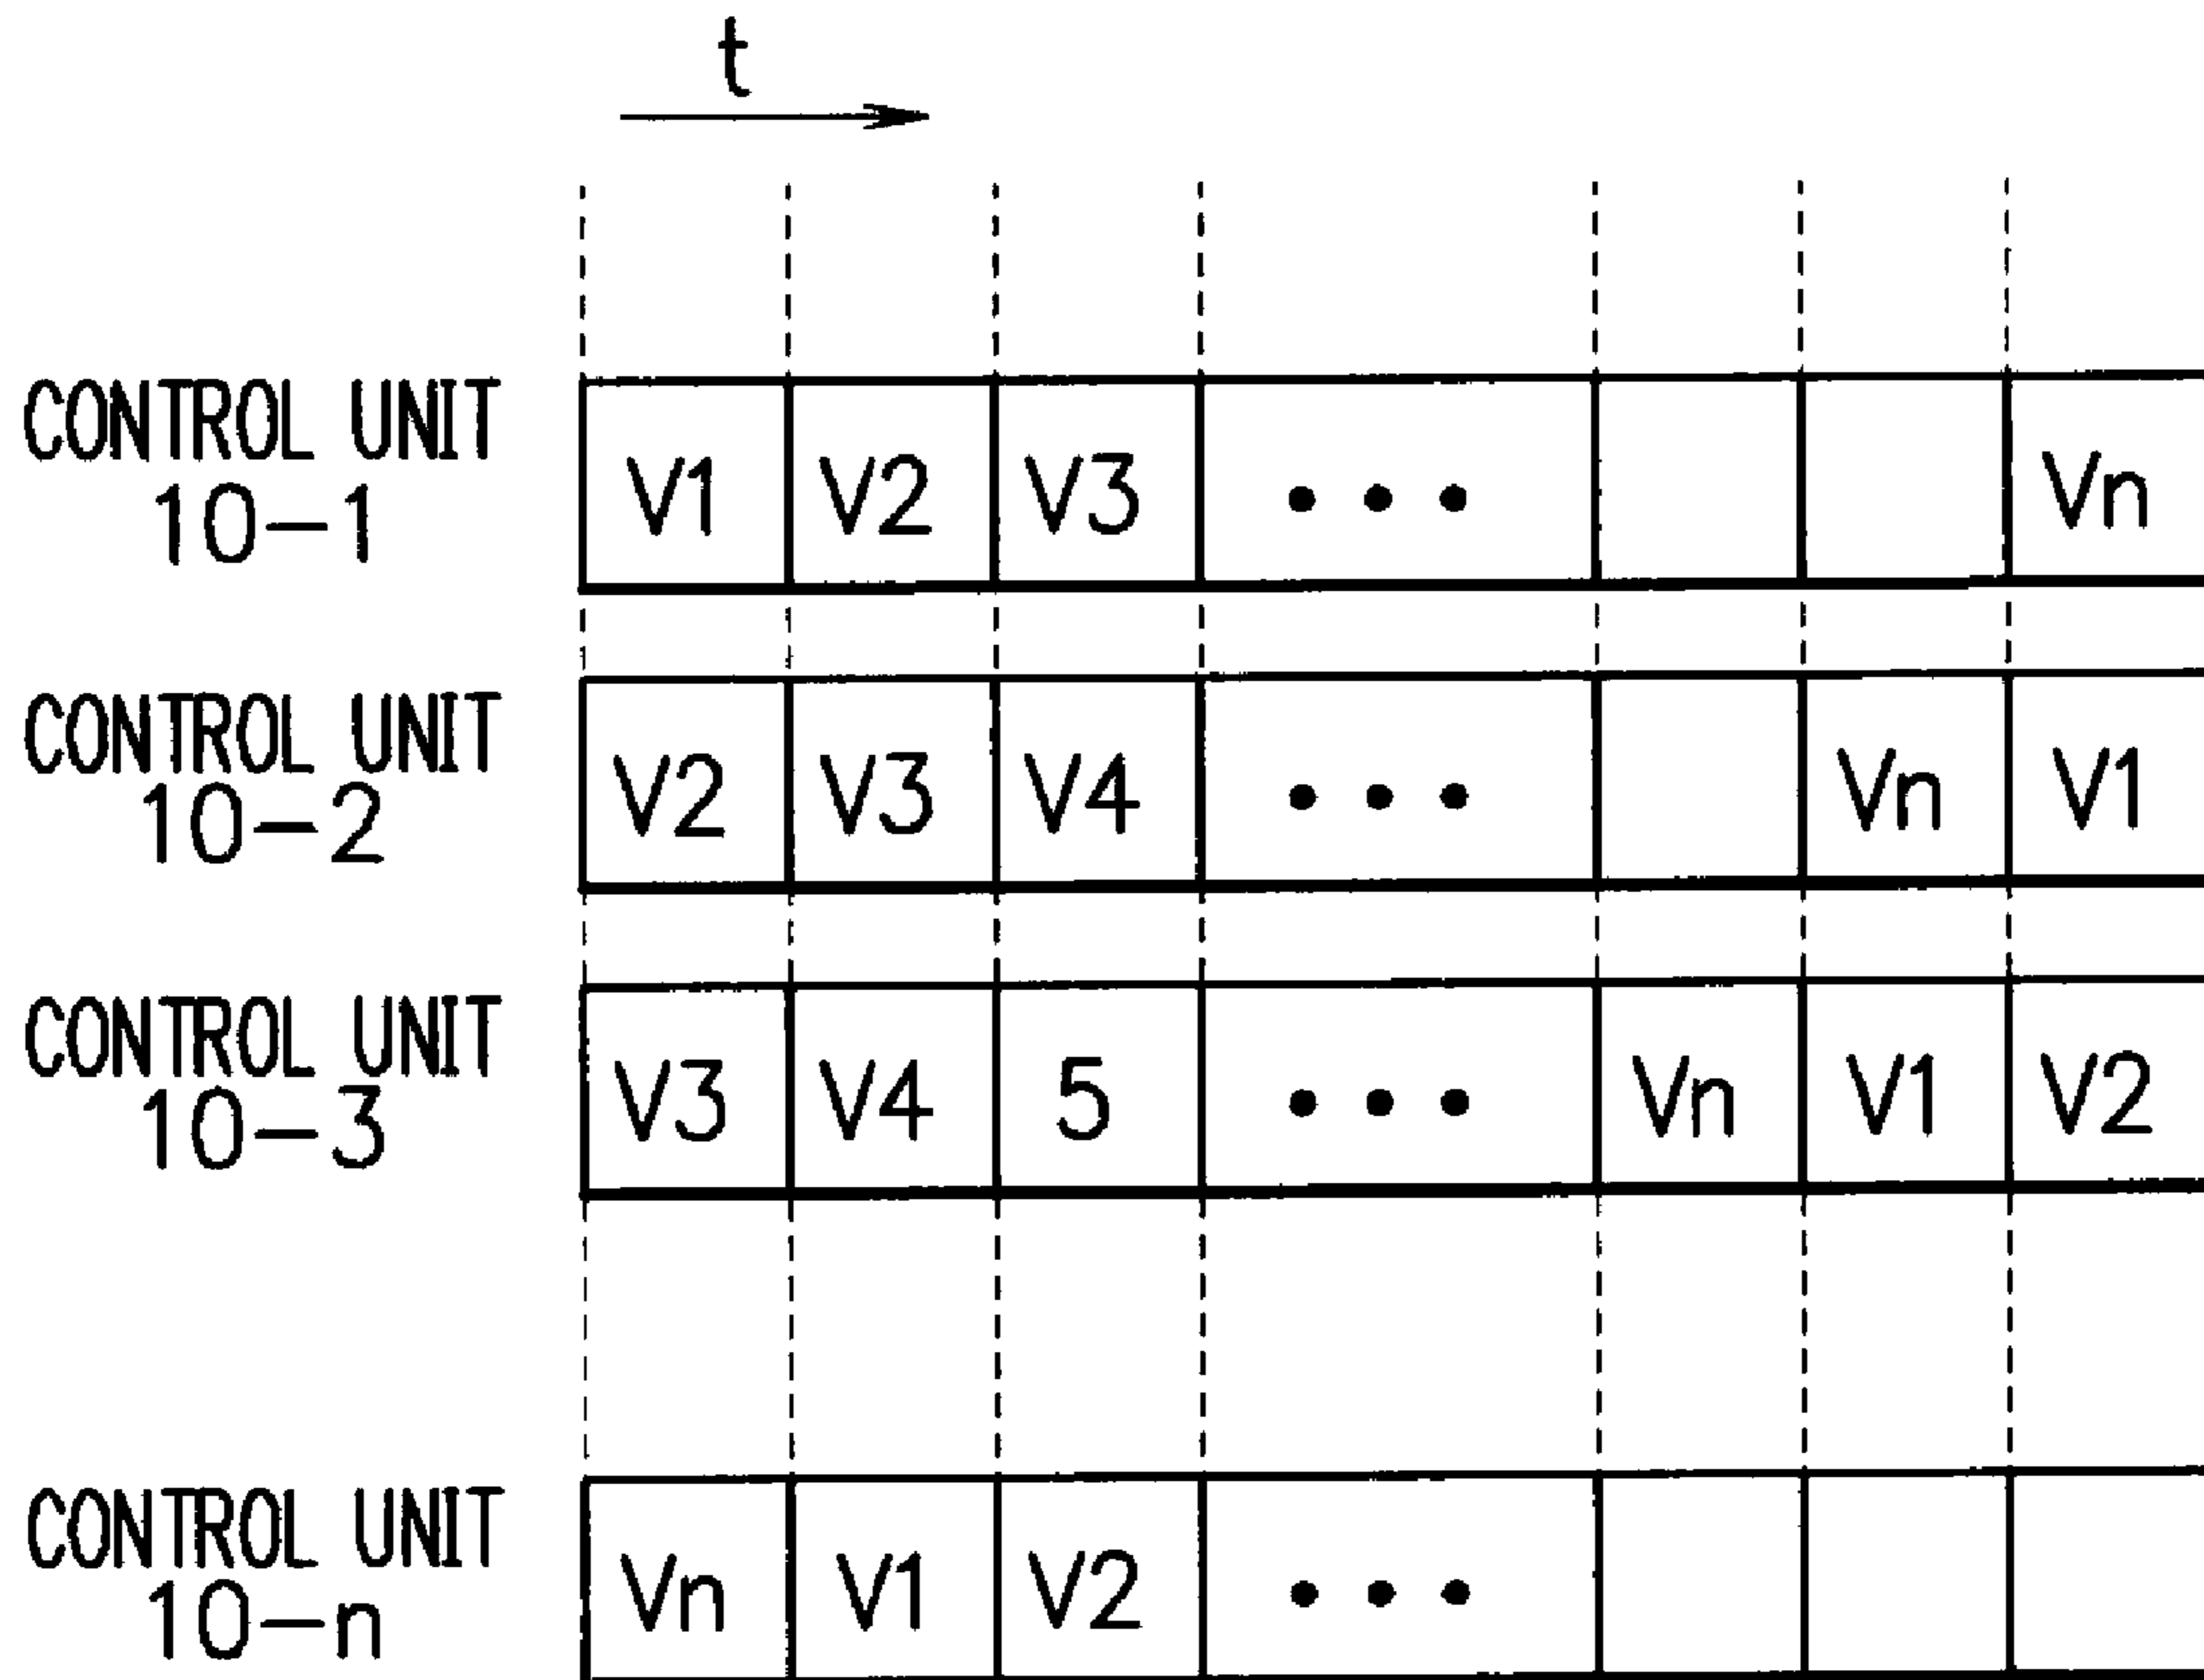 t
CONTROL UNIT
10-1
V1 V2 V3 ••• Vn
CONTROL UNIT
10-2
V2 V3 V4 ••• Vn V1
CONTROL UNIT
10-3
V3 V4 5 ••• Vn V1 V2
CONTROL UNIT
10-n
Vn V1 V2 •••